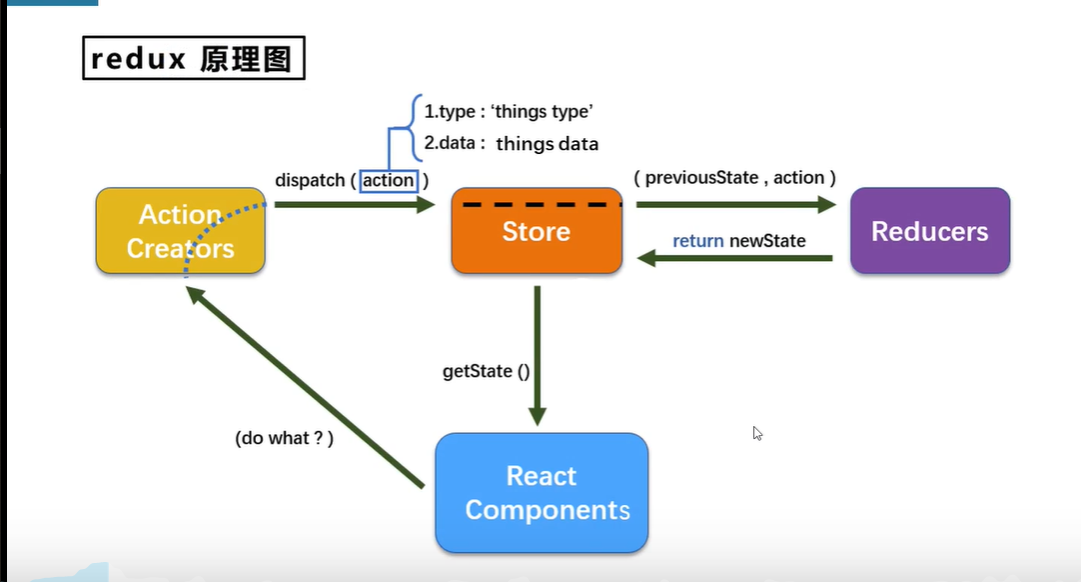 redux 原理图
1.type : ‘things type’
2.data : things data
dispatch ( action )
( previousState , action )
Action
Creators
Store
return newState
Reducers
getState ()
(do what ? )
React
Components